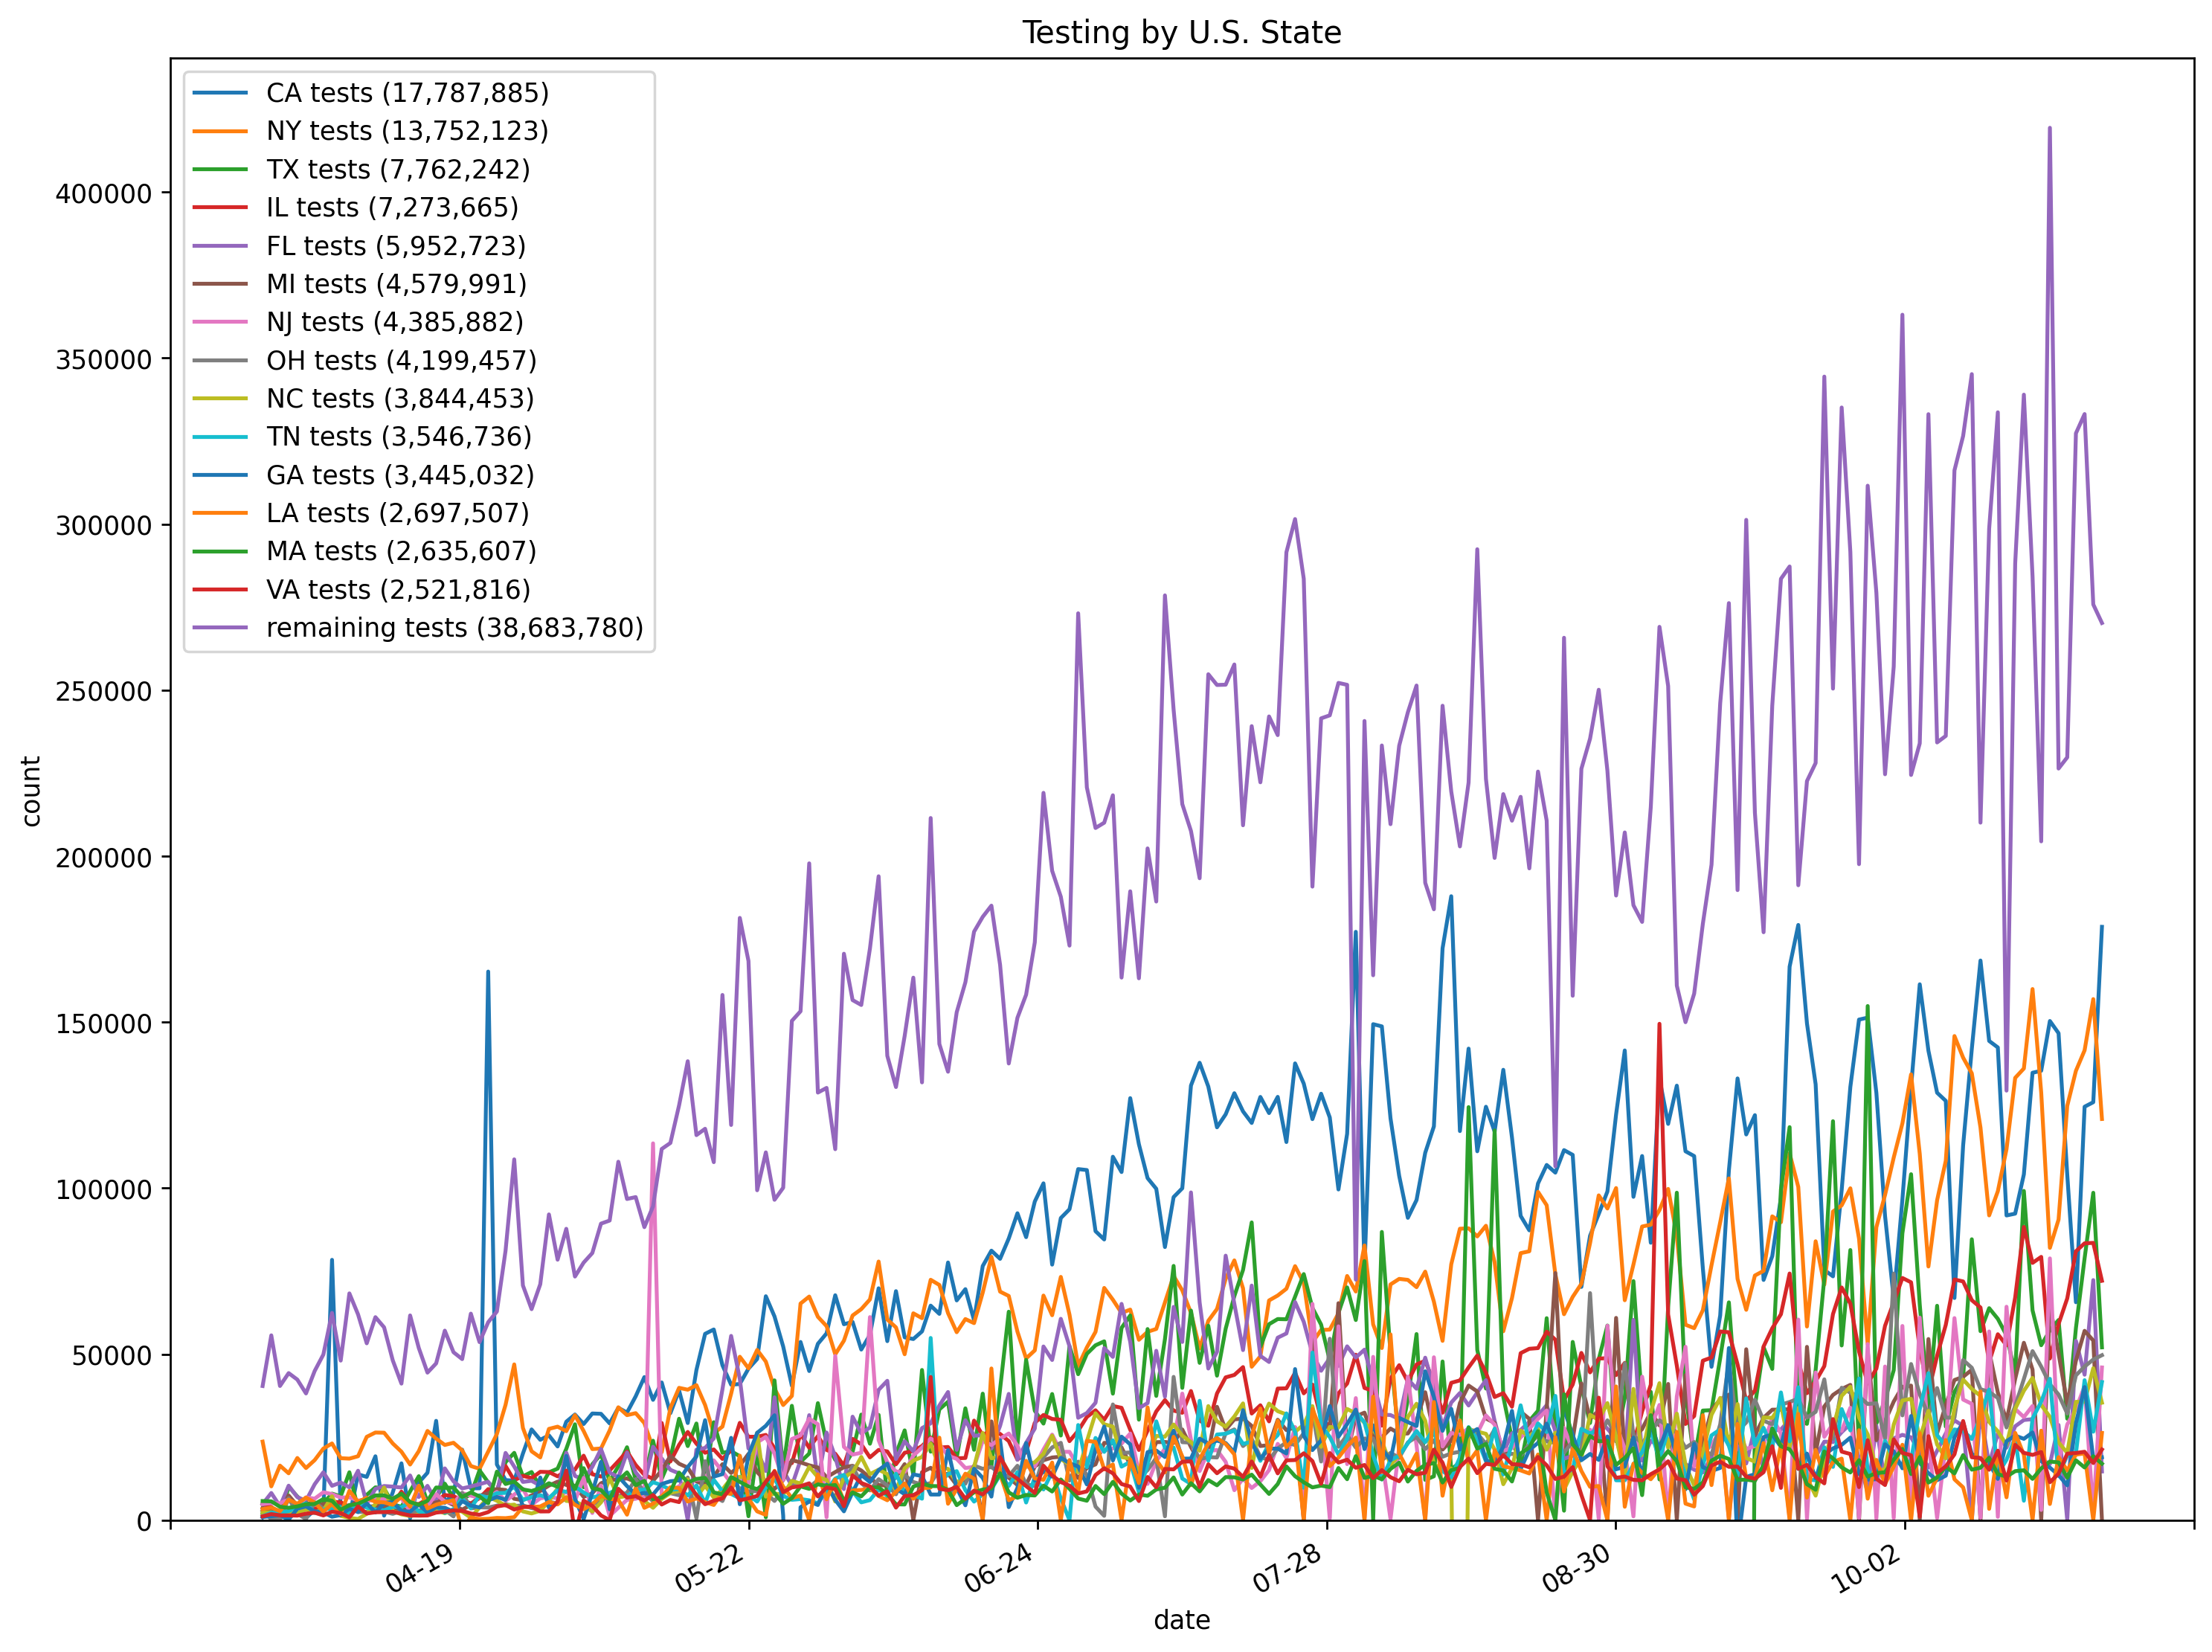 Testing by U.S. State
CA tests (17,787,885)
NY tests (13,752,123)
TX tests (7,762,242)
IL tests (7,273,665)
FL tests (5,952,723)
MI tests (4,579,991)
NJ tests (4,385,882)
OH tests (4,199,457)
NC tests (3,844,453)
TN tests (3,546,736)
GA tests (3,445,032)
LA tests (2,697,507)
MA tests (2,635,607)
VA tests (2,521,816)
remaining tests (38,683,780)
400000
350000
300000
250000
200000
150000
100000
50000
0
count
04-19
05-22
06-24
07-28
08-30
10-02
date